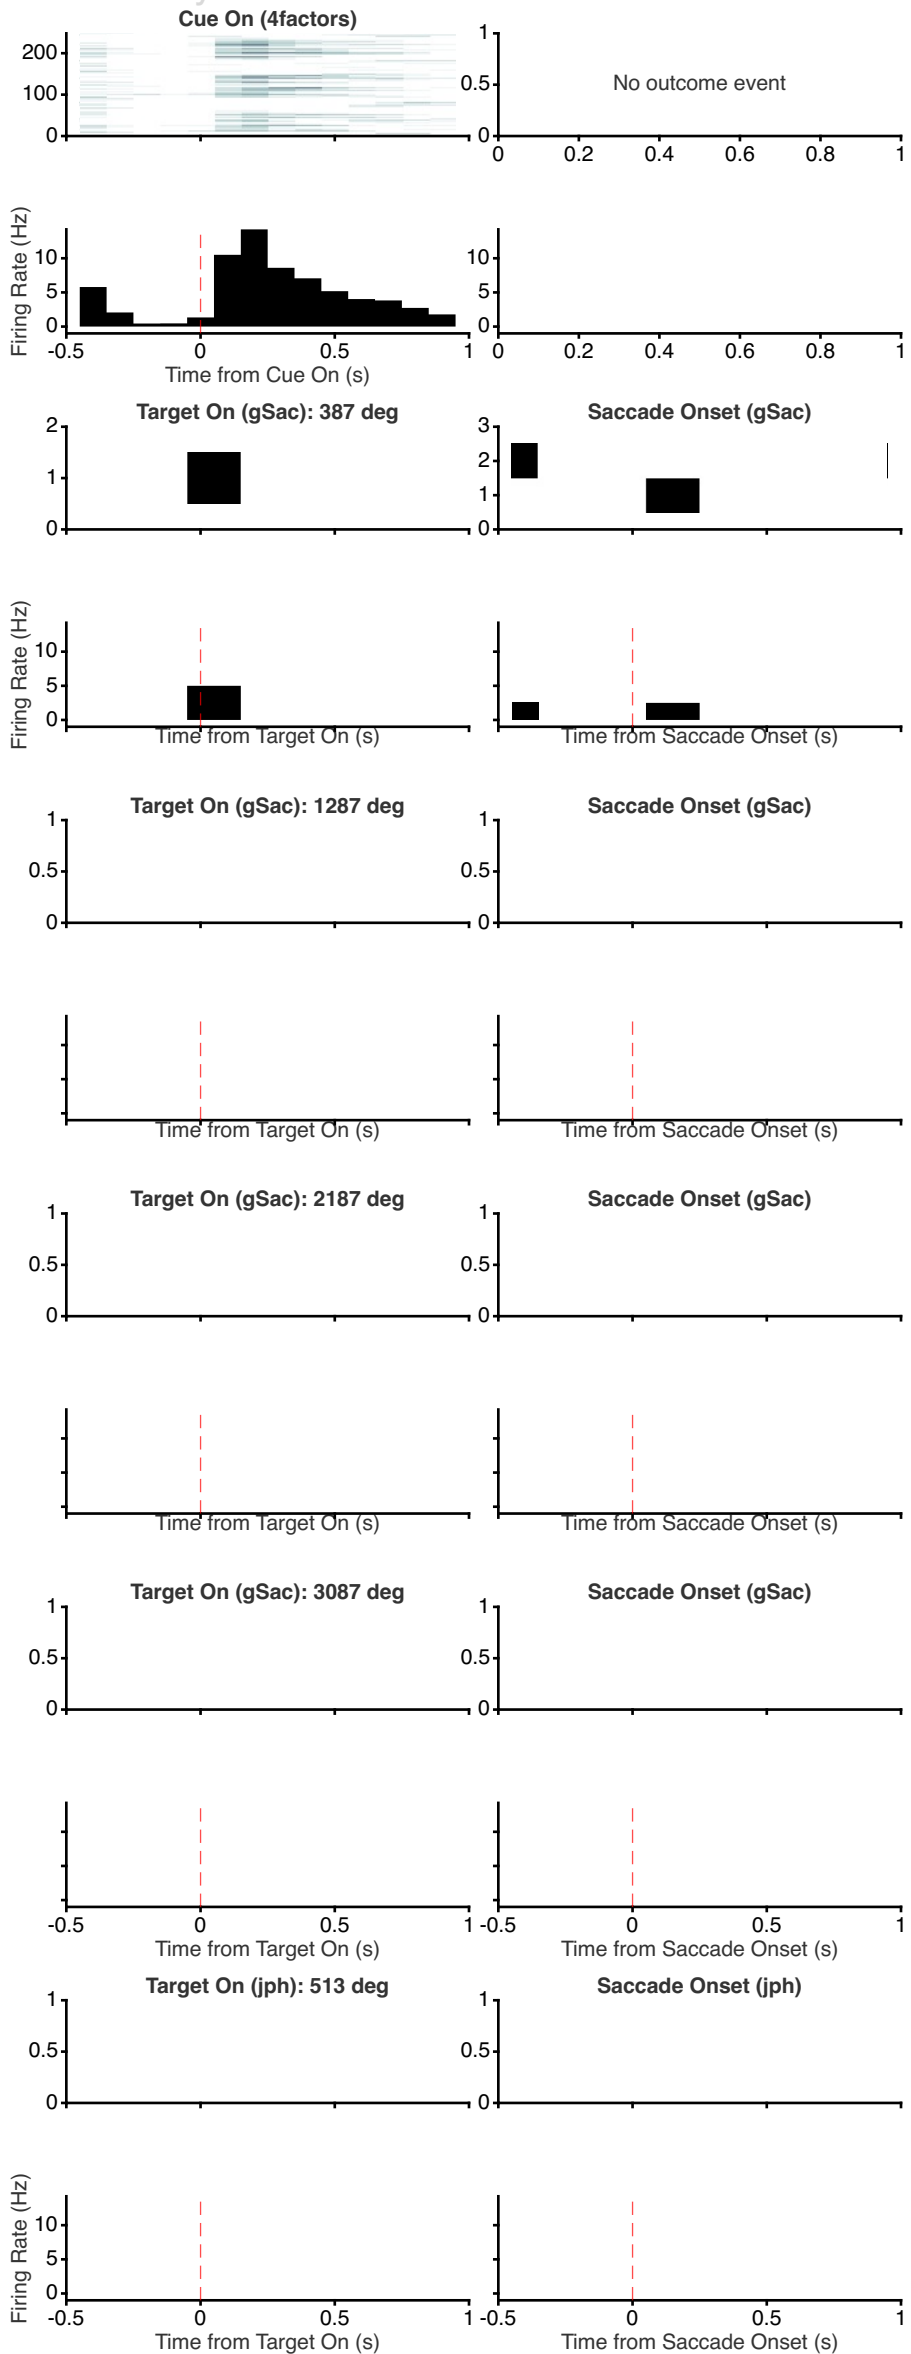 Cue On (4factors)
200
100
0
1
0.5
0
No outcome event
0 0.2 0.4 0.6 0.8 1
Firing Rate (Hz)
10
5
0
-0.5 0 0.5 1
Time from Cue On (s)
10
5
0
0 0.2 0.4 0.6 0.8 1
Target On (gSac): 387 deg
2
1
0
Saccade Onset (gSac)
3
2
1
0
Firing Rate (Hz)
10
5
0
Time from Target On (s)
Time from Saccade Onset (s)
Target On (gSac): 1287 deg
1
0.5
0
Saccade Onset (gSac)
1
0.5
0
Time from Target On (s)
Time from Saccade Onset (s)
Target On (gSac): 2187 deg
1
0.5
0
Saccade Onset (gSac)
1
0.5
0
Time from Target On (s)
Time from Saccade Onset (s)
Target On (gSac): 3087 deg
1
0.5
0
Saccade Onset (gSac)
1
0.5
0
-0.5 0 0.5 1
Time from Target On (s)
-0.5 0 0.5 1
Time from Saccade Onset (s)
Target On (jph): 513 deg
1
0.5
0
Saccade Onset (jph)
1
0.5
0
Firing Rate (Hz)
10
5
0
-0.5 0 0.5 1
Time from Target On (s)
-0.5 0 0.5 1
Time from Saccade Onset (s)